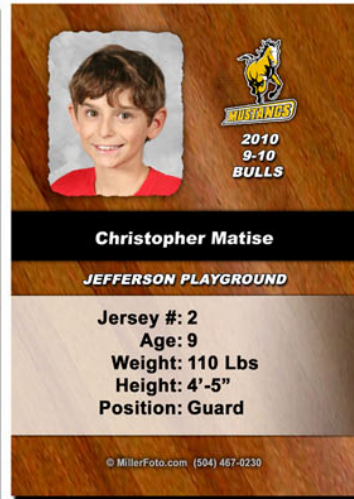 MUSTANGS
2010
9-10
BULLS
Christopher Matise
JEFFERSON PLAYGROUND
Jersey #: 2
Age: 9
Weight: 110 Lbs
Height: 4'-5"
Position: Guard
© MillerFoto.com (504) 467-0230